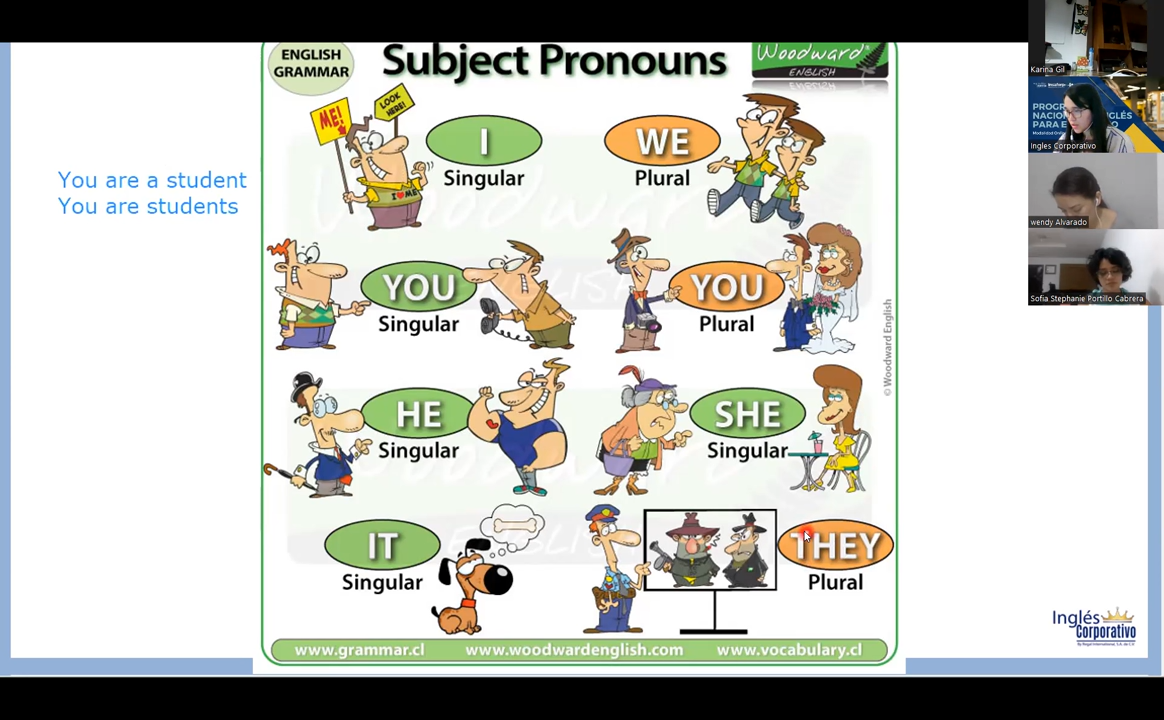 ENGLISH
GRAMMAR
Subject Pronouns
Woodward®
ENGLISH
ME!
LOOK
HERE!
I ♥ ME
I
Singular
WE
Plural
You are a student
You are students
YOU
Singular
YOU
Plural
HE
Singular
SHE
Singular
IT
Singular
THEY
Plural
© Woodward English
www.grammar.cl www.woodwardenglish.com www.vocabulary.cl
Inglés
Corporativo
Karina Gil
Ingles Corporativo
wendy Alvarado
Sofia Stephanie Portillo Cabrera